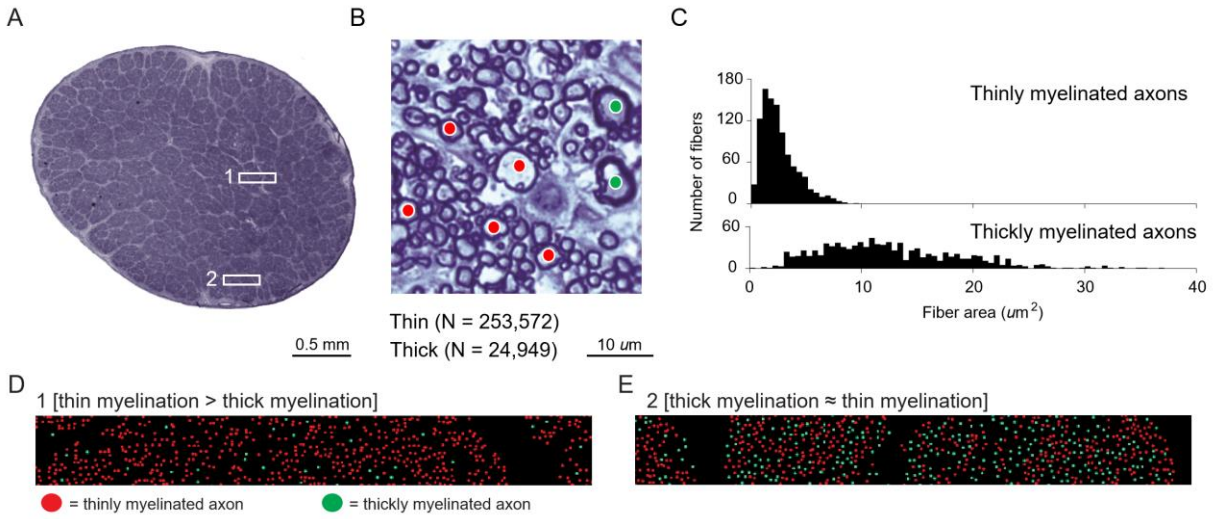 A
B
C
1
2
0.5 mm
Thin (N = 253,572)
Thick (N = 24,949)
10 um
180
120
60
0
60
0
Number of fibers
Thinly myelinated axons
Thickly myelinated axons
0 10 20 30 40
Fiber area (um²)
D
1 [thin myelination > thick myelination]
= thinly myelinated axon
= thickly myelinated axon
E
2 [thick myelination ≈ thin myelination]